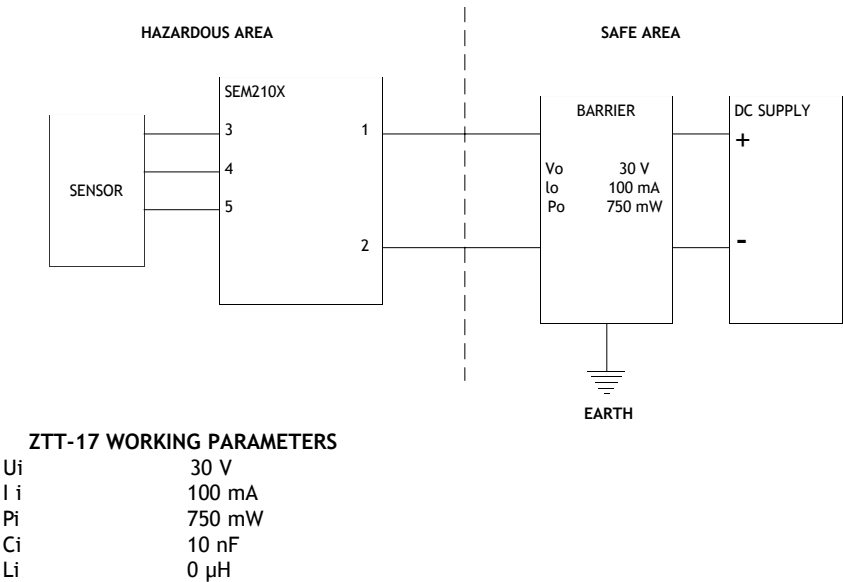 HAZARDOUS AREA
SAFE AREA
SEM210X
BARRIER
DC SUPPLY
3
1
+
4
Vo 30 V
SENSOR
Io 100 mA
5
Po 750 mW
2
-
EARTH
ZTT-17 WORKING PARAMETERS
Ui 30 V
I i 100 mA
Pi 750 mW
Ci 10 nF
Li 0 µH